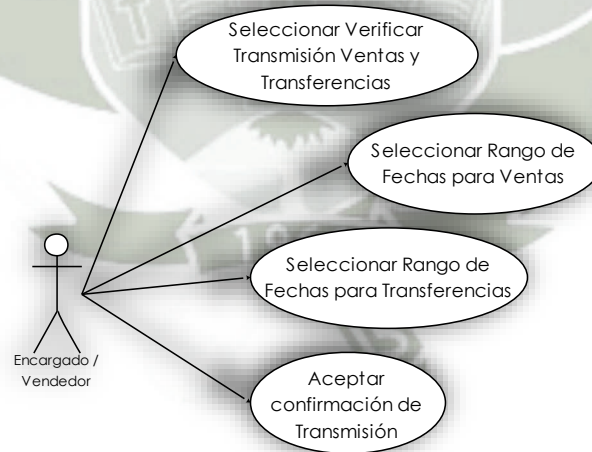 Seleccionar Verificar
Transmisión Ventas y
Transferencias
Seleccionar Rango de
Fechas para Ventas
Seleccionar Rango de
Fechas para Transferencias
Encargado /
Vendedor
Aceptar
confirmación de
Transmisión